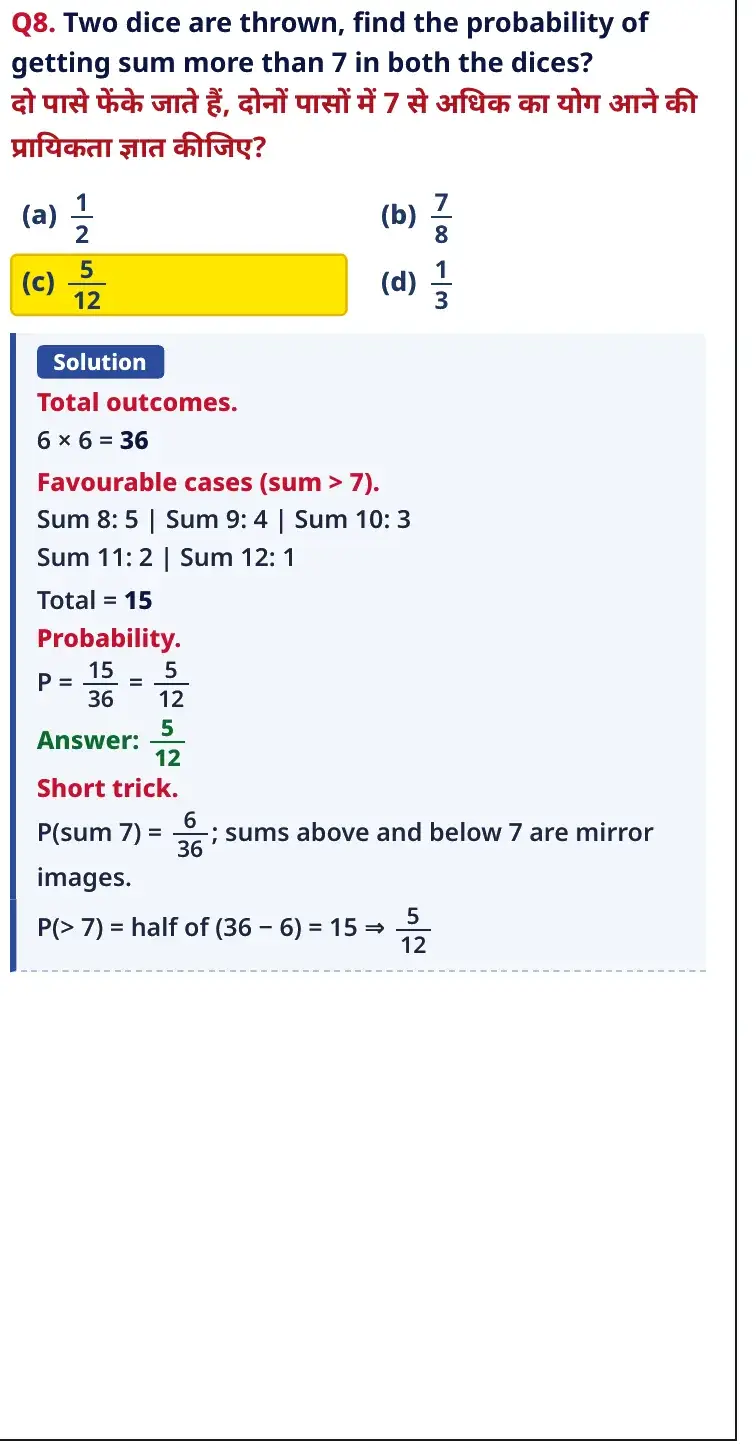 Q8. Two dice are thrown, find the probability of
getting sum more than 7 in both the dices?
दो पासे फेंके जाते हैं, दोनों पासों में 7 से अधिक का योग आने की
प्रायिकता ज्ञात कीजिए?
(a) 1/2 (b) 7/8
(c) 5/12 (d) 1/3
Solution
Total outcomes.
6 × 6 = 36
Favourable cases (sum > 7).
Sum 8: 5 | Sum 9: 4 | Sum 10: 3
Sum 11: 2 | Sum 12: 1
Total = 15
Probability.
P = 15/36 = 5/12
Answer: 5/12
Short trick.
P(sum 7) = 6/36; sums above and below 7 are mirror
images.
P(> 7) = half of (36 − 6) = 15 ⇒ 5/12